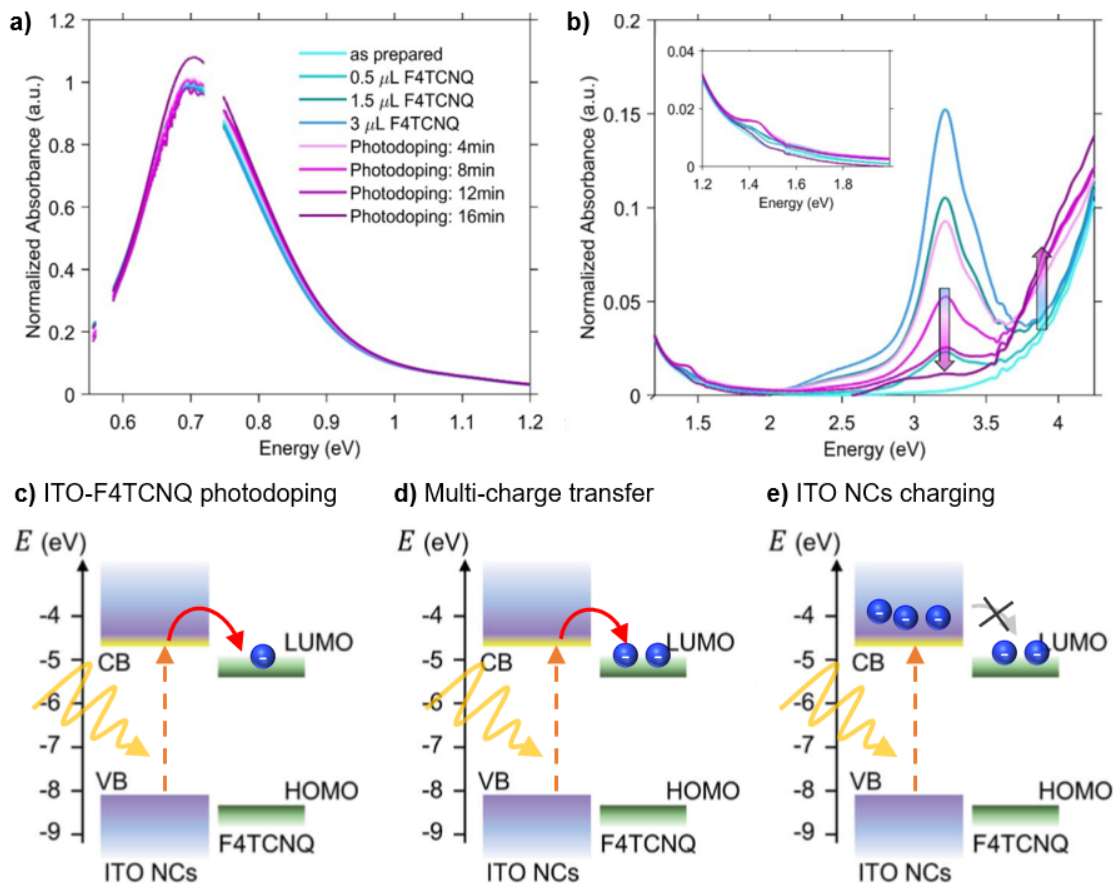 a)
1.2
1
0.8
0.6
0.4
0.2
0
Normalized Absorbance (a.u.)
as prepared
0.5 μL F4TCNQ
1.5 μL F4TCNQ
3 μL F4TCNQ
Photodoping: 4min
Photodoping: 8min
Photodoping: 12min
Photodoping: 16min
0.6 0.7 0.8 0.9 1 1.1 1.2
Energy (eV)
b)
0.2
0.15
0.1
0.05
0
Normalized Absorbance (a.u.)
0.04
0.02
0
1.2 1.4 1.6 1.8
Energy (eV)
1.5 2 2.5 3 3.5 4
Energy (eV)
c) ITO-F4TCNQ photodoping
E (eV)
-4
-5
-6
-7
-8
-9
CB
LUMO
VB
HOMO
F4TCNQ
ITO NCs
d) Multi-charge transfer
E (eV)
-4
-5
-6
-7
-8
-9
CB
LUMO
VB
HOMO
F4TCNQ
ITO NCs
e) ITO NCs charging
E (eV)
-4
-5
-6
-7
-8
-9
CB
LUMO
VB
HOMO
F4TCNQ
ITO NCs